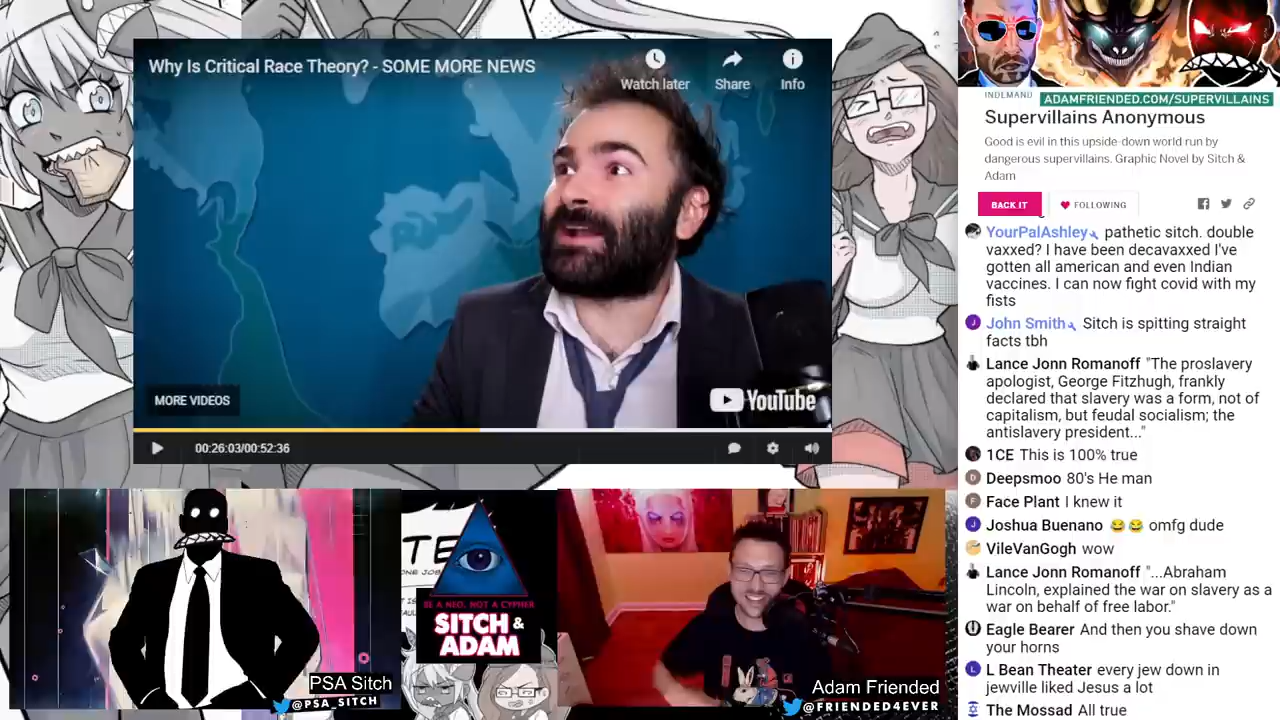 Why Is Critical Race Theory? - SOME MORE NEWS
Watch later
Share
Info
MORE VIDEOS
YouTube
00:26:03/00:52:36
PSA Sitch
@PSA_SITCH
BE A NEO, NOT A CYPHER
SITCH &
ADAM
Adam Friended
@FRIENDED4EVER
INDEMAND
ADAMFRIENDED.COM/SUPERVILLAINS
Supervillains Anonymous
Good is evil in this upside-down world run by
dangerous supervillains. Graphic Novel by Sitch &
Adam
BACK IT
FOLLOWING
YourPalAshley pathetic sitch. double
vaxxed? I have been decavaxxed I've
gotten all american and even Indian
vaccines. I can now fight covid with my
fists
John Smith Sitch is spitting straight
facts tbh
Lance Jonn Romanoff "The proslavery
apologist, George Fitzhugh, frankly
declared that slavery was a form, not of
capitalism, but feudal socialism; the
antislavery president..."
1CE This is 100% true
Deepsmoo 80's He man
Face Plant I knew it
Joshua Buenano 😂😂 omfg dude
VileVanGogh wow
Lance Jonn Romanoff "...Abraham
Lincoln, explained the war on slavery as a
war on behalf of free labor."
Eagle Bearer And then you shave down
your horns
L Bean Theater every jew down in
jewville liked Jesus a lot
The Mossad All true